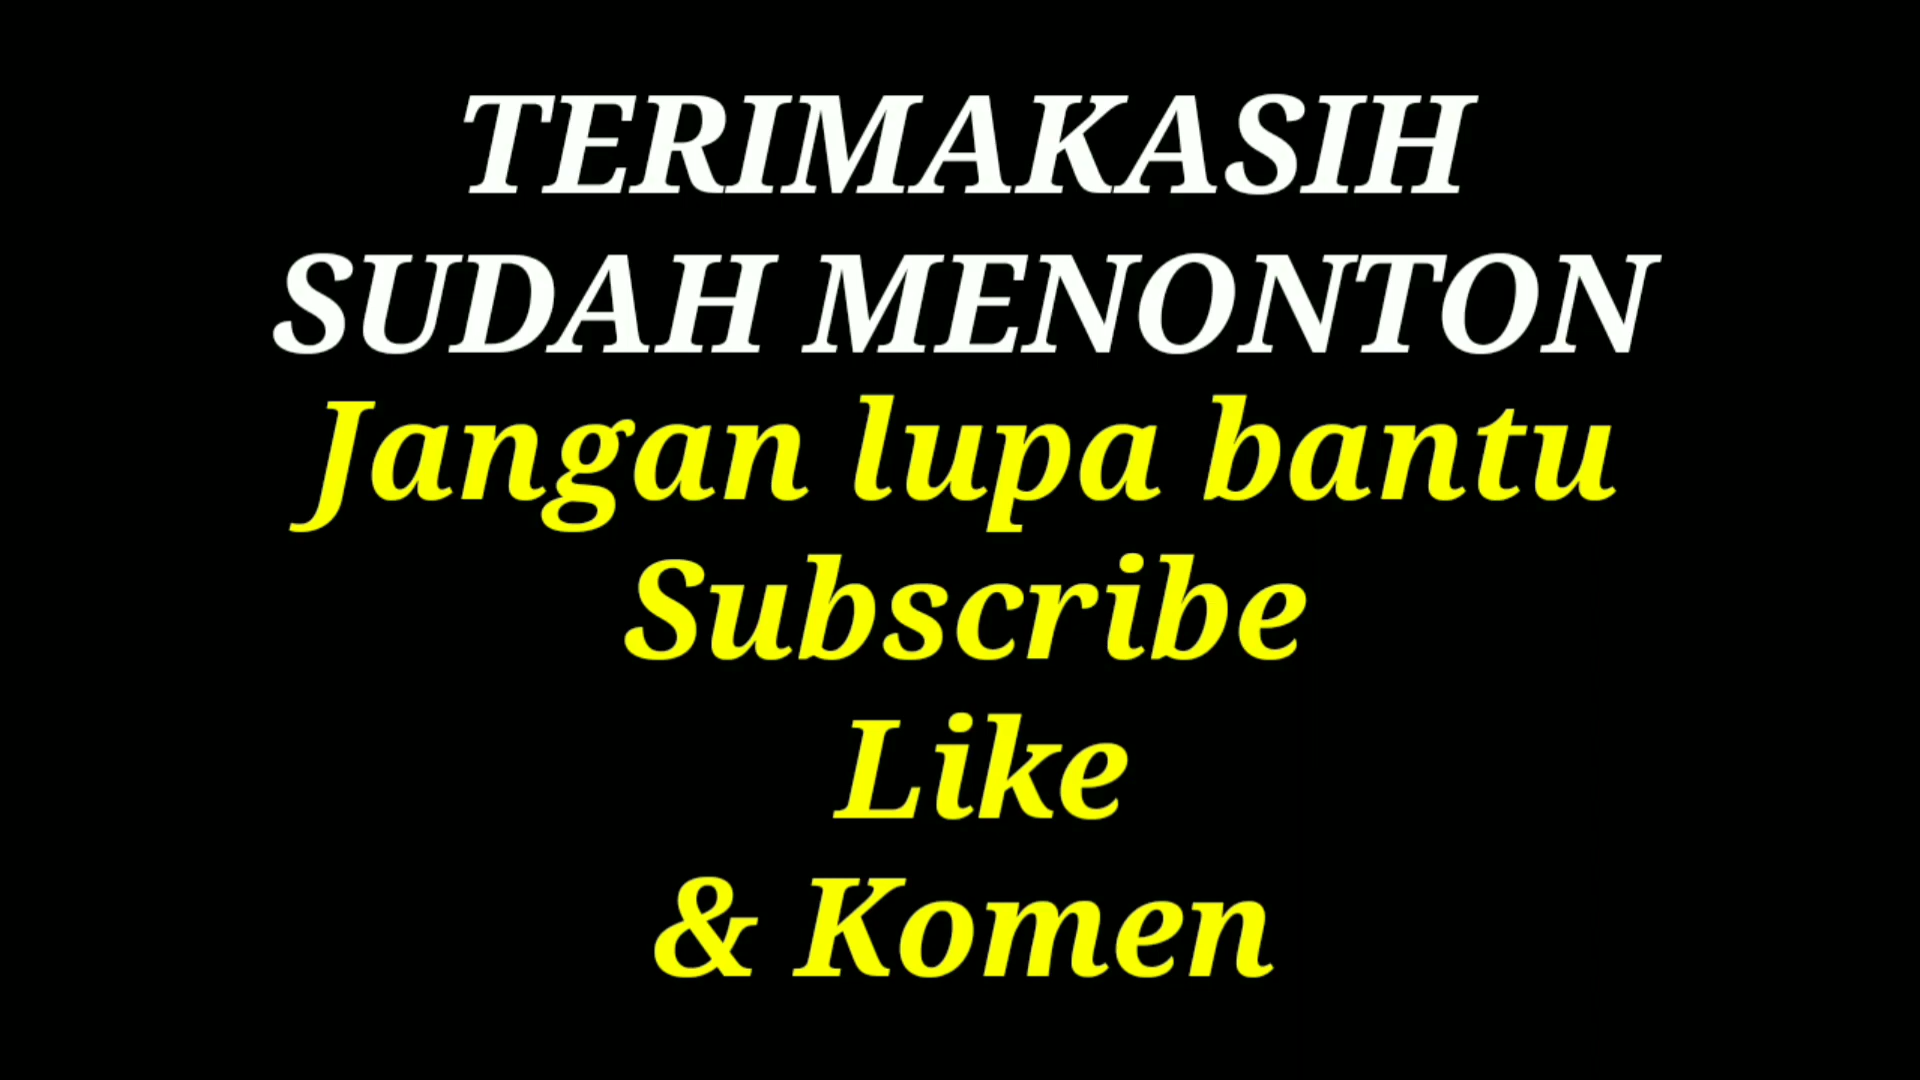 TERIMAKASIH
SUDAH MENONTON
Jangan lupa bantu
Subscribe
Like
& Komen